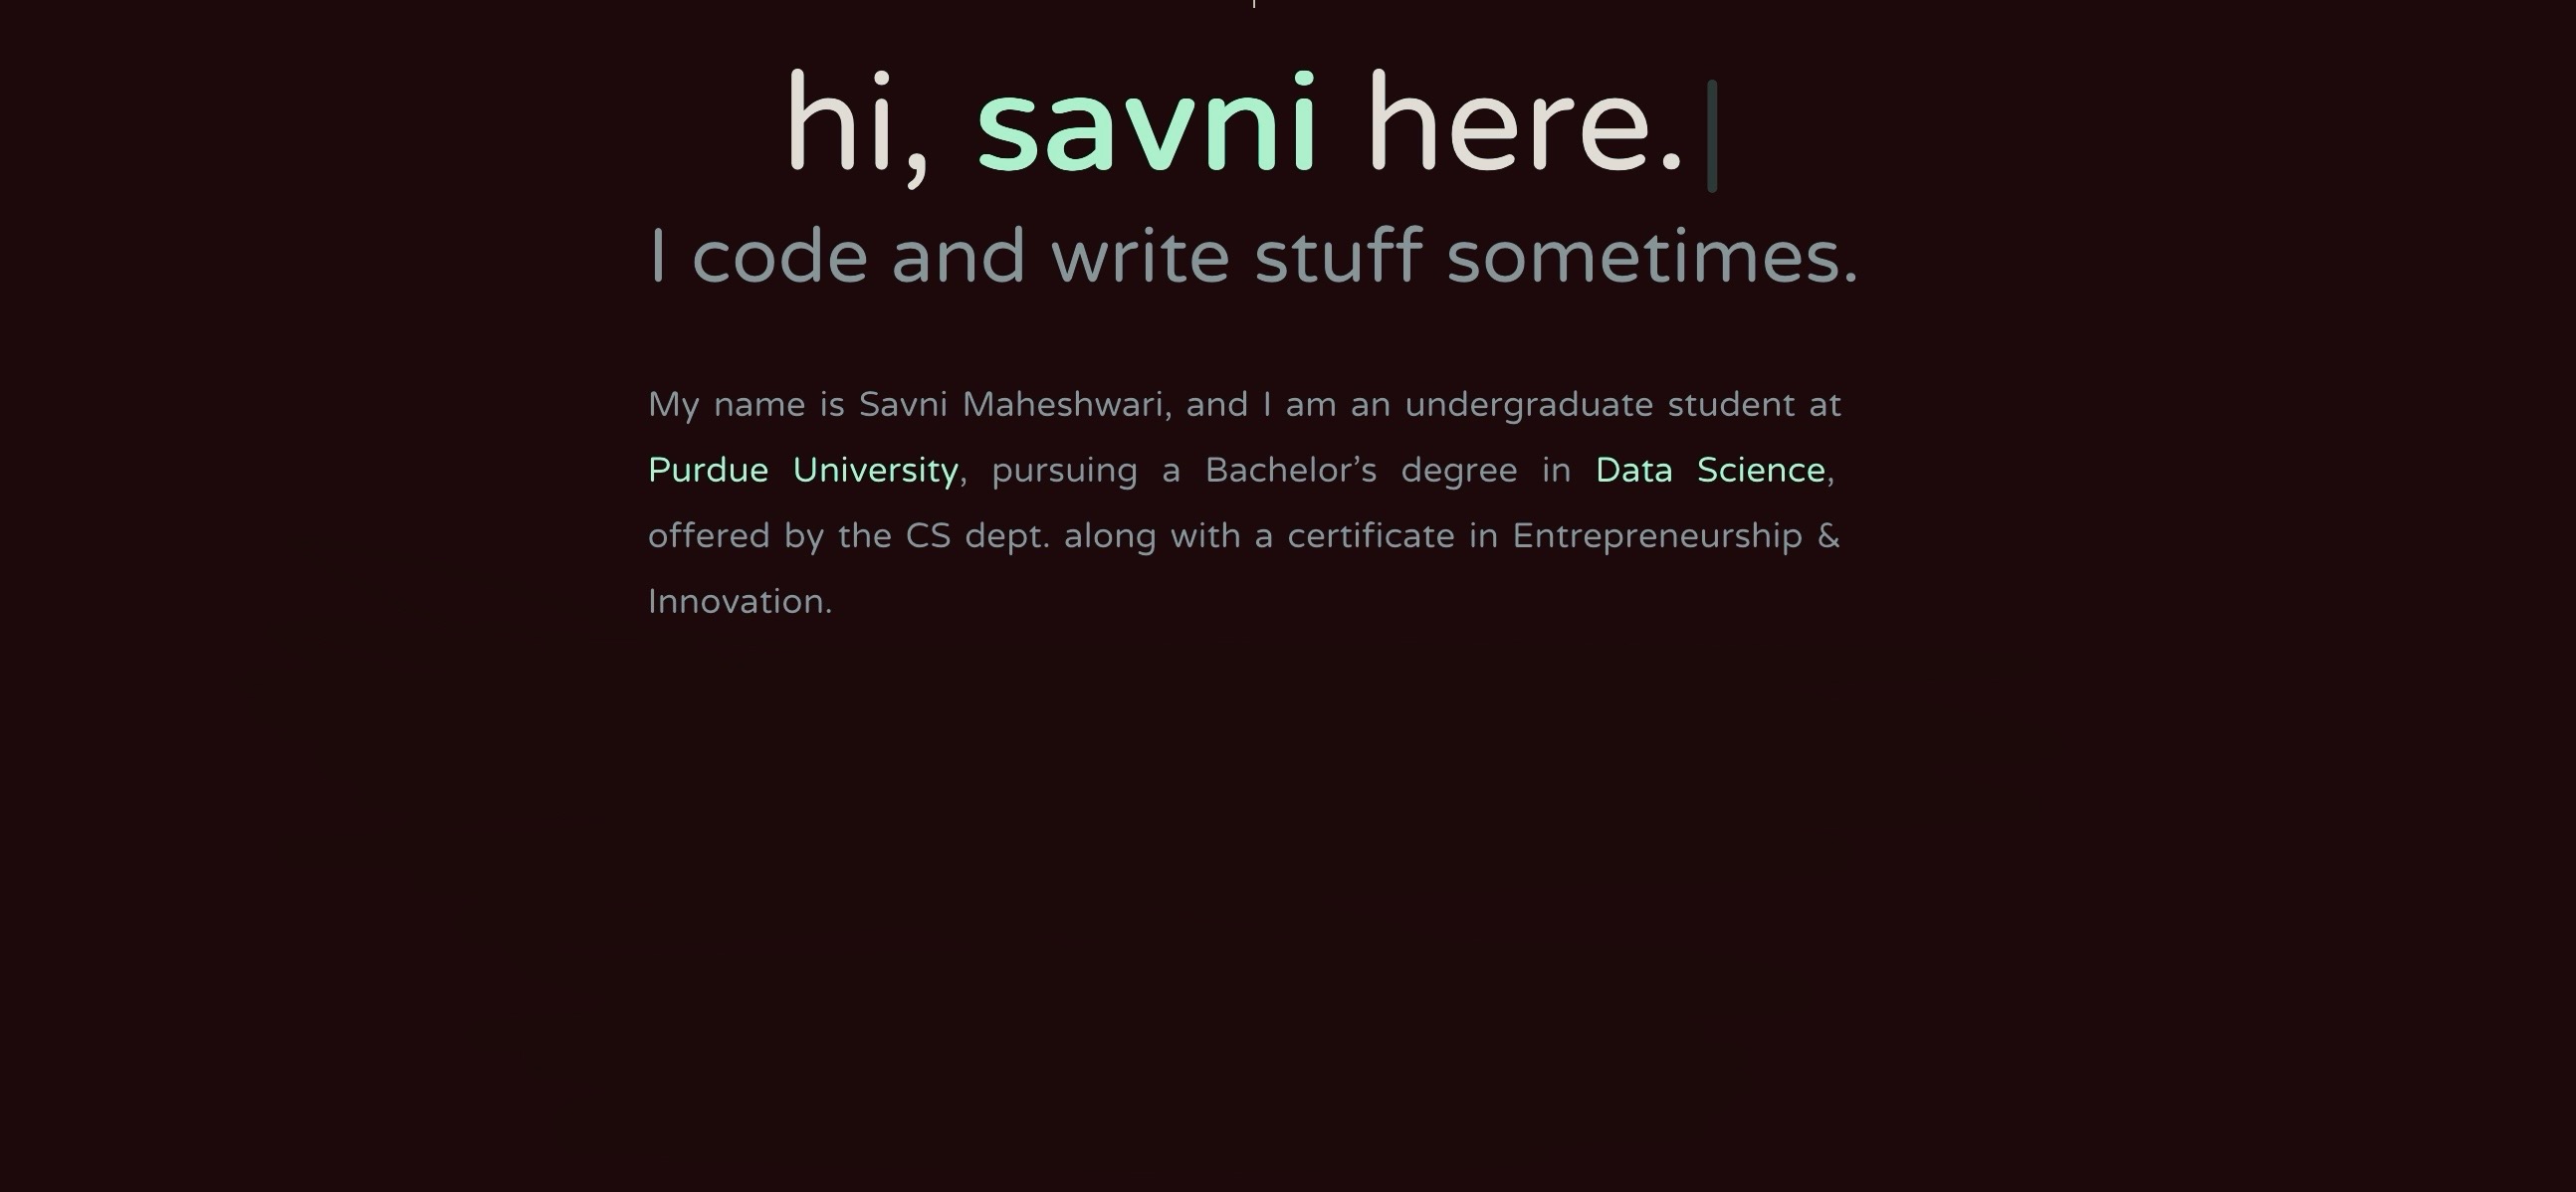 hi, savni here.
I code and write stuff sometimes.
My name is Savni Maheshwari, and I am an undergraduate student at
Purdue University, pursuing a Bachelor’s degree in Data Science,
offered by the CS dept. along with a certificate in Entrepreneurship &
Innovation.